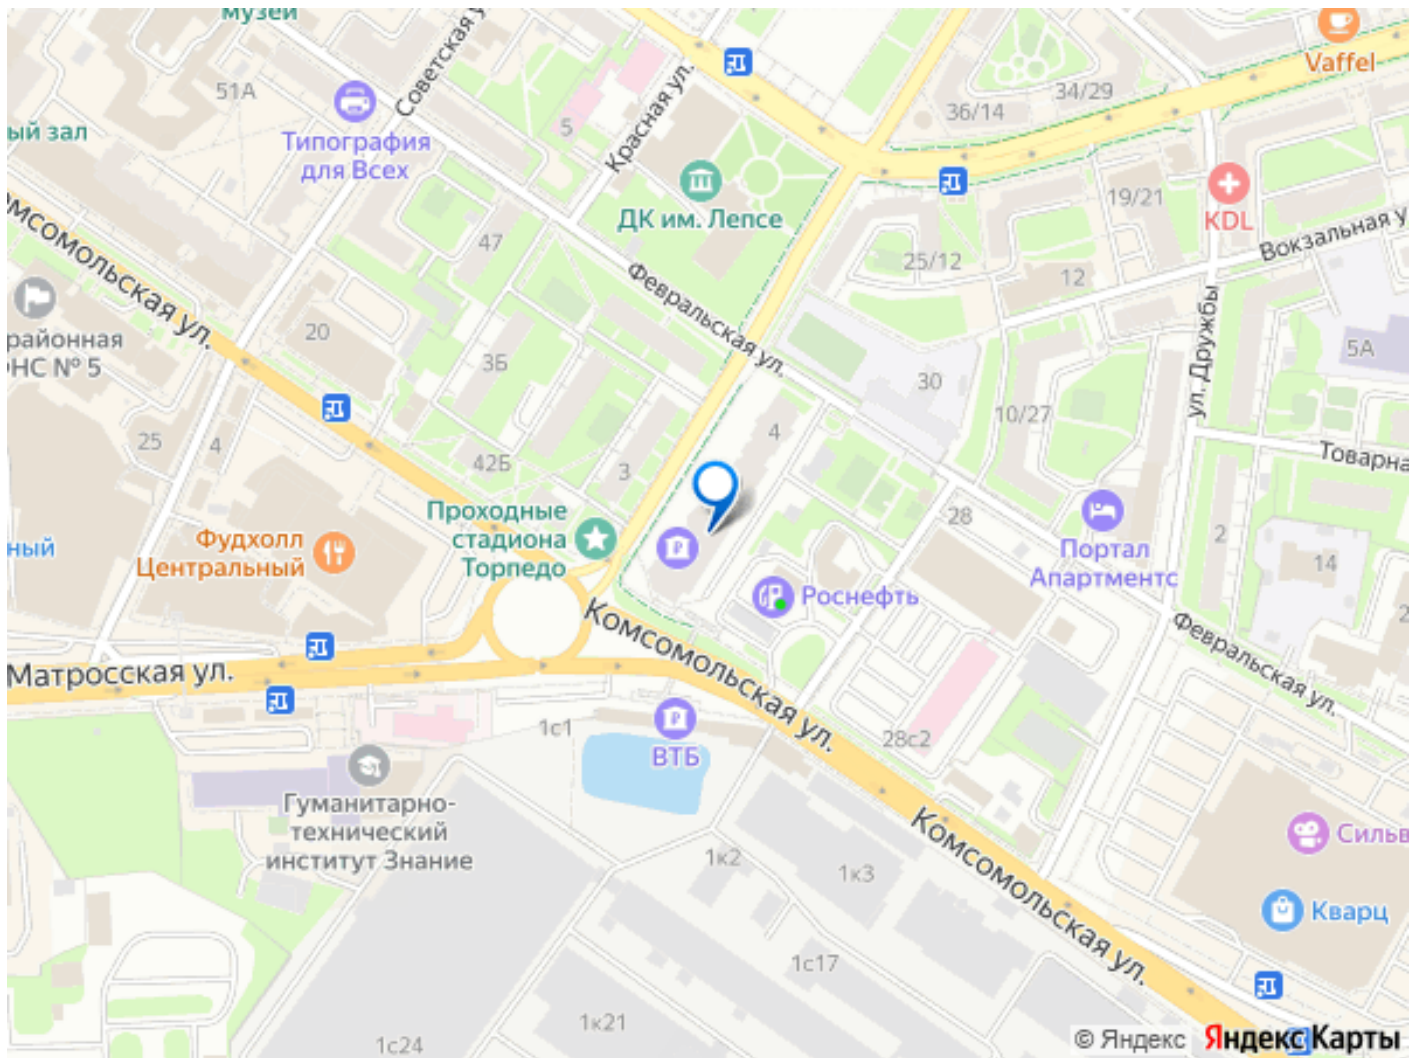 музей
Советская у
51А
Типография
для Всех
ый зал
Красная ул.
5
36/14
34/29
Vaffel
ДК им. Лепсе
19/21
KDL
Вокзальная у
47
25/12
12
Февральская ул.
омсомольская ул.
районная
НС № 5
20
3Б
30
ул. Дружбы
5А
10/27
4
25
4
42Б
3
Товарна
Проходные
стадиона
Торпедо
Фудхолл
Центральный
ный
28
Портал
Апартментс
2
14
Роснефть
2
Комсомольская ул.
Февральская ул.
Матросская ул.
1с1
ВТБ
28с2
Гуманитарно-
технический
институт Знание
Комсомольская ул.
Сильв
1к2
1к3
Кварц
1с17
1к21
1с24
© Яндекс Яндекс Карты